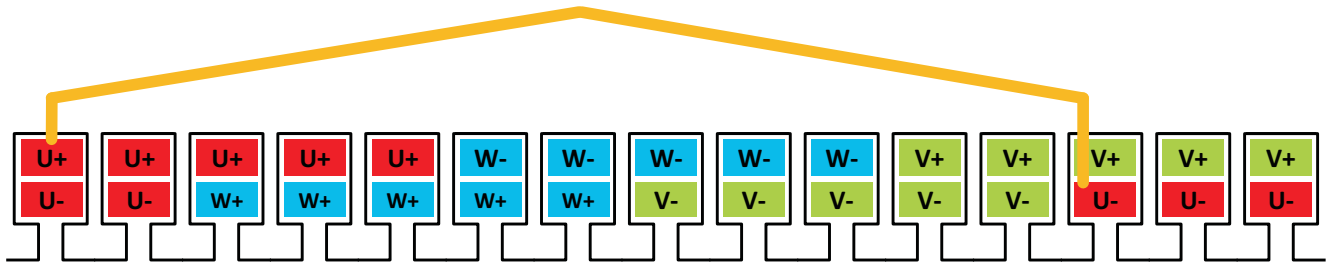 U+ U+ U+ U+ U+ W- W- W- W- W- V+ V+ V+ V+ V+
U- U- W+ W+ W+ W+ W+ V- V- V- V- V- U- U- U-